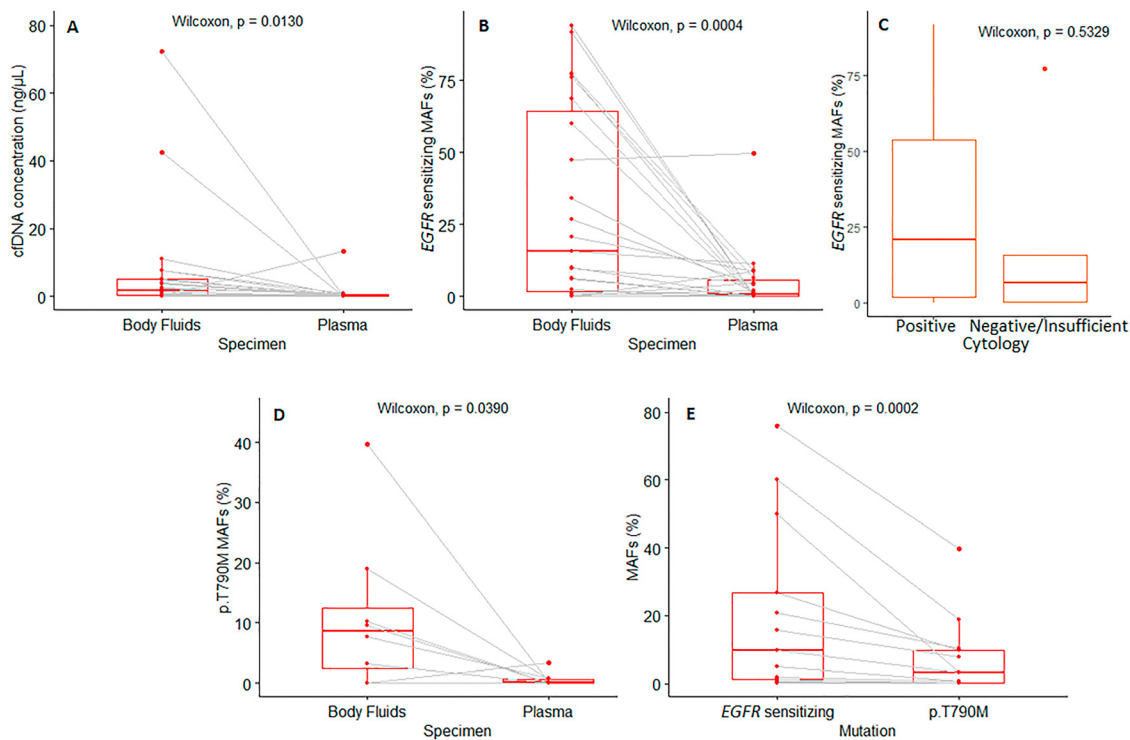 A
Wilcoxon, p = 0.0130
cfDNA concentration (ng/µL)
80
60
40
20
0
Body Fluids
Plasma
Specimen
B
Wilcoxon, p = 0.0004
EGFR sensitizing MAFs (%)
75
50
25
0
Body Fluids
Plasma
Specimen
C
Wilcoxon, p = 0.5329
EGFR sensitizing MAFs (%)
75
50
25
0
Positive
Negative/Insufficient
Cytology
D
Wilcoxon, p = 0.0390
p.T790M MAFs (%)
40
30
20
10
0
Body Fluids
Plasma
Specimen
E
Wilcoxon, p = 0.0002
MAFs (%)
80
60
40
20
0
EGFR sensitizing
p.T790M
Mutation